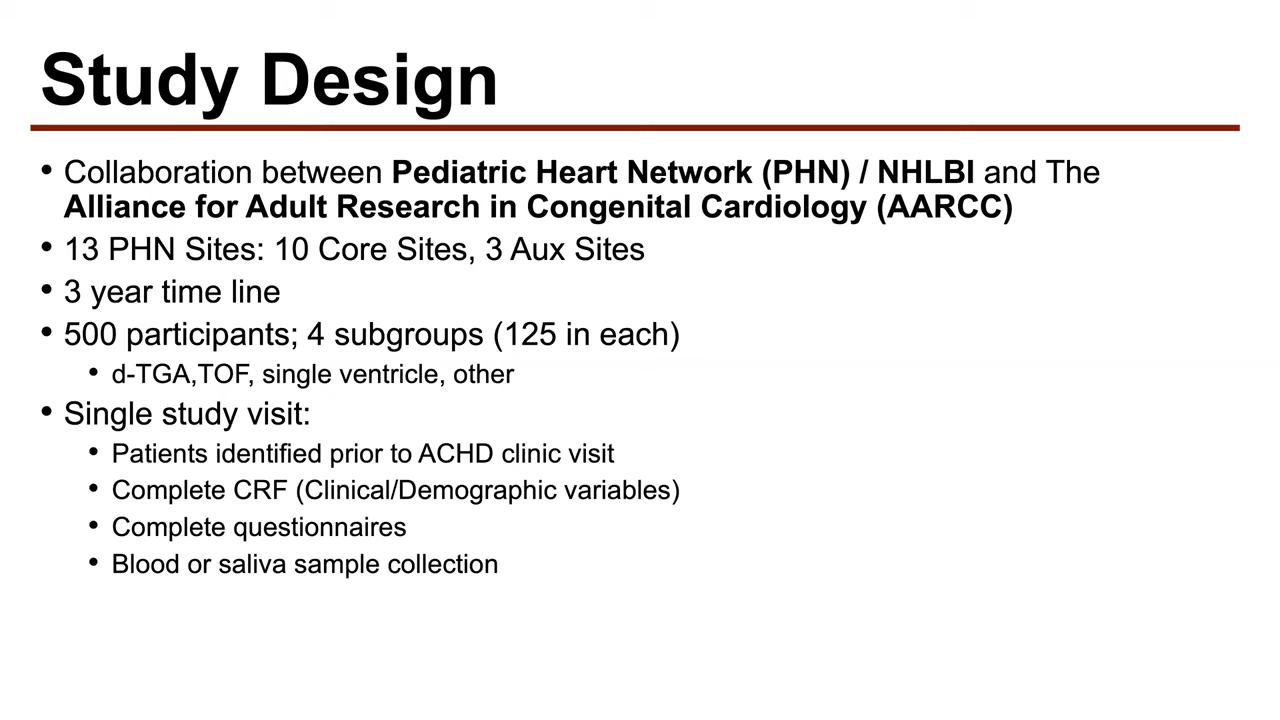 Study Design
• Collaboration between Pediatric Heart Network (PHN) / NHLBI and The
Alliance for Adult Research in Congenital Cardiology (AARCC)
• 13 PHN Sites: 10 Core Sites, 3 Aux Sites
• 3 year time line
• 500 participants; 4 subgroups (125 in each)
• d-TGA,TOF, single ventricle, other
• Single study visit:
• Patients identified prior to ACHD clinic visit
• Complete CRF (Clinical/Demographic variables)
• Complete questionnaires
• Blood or saliva sample collection